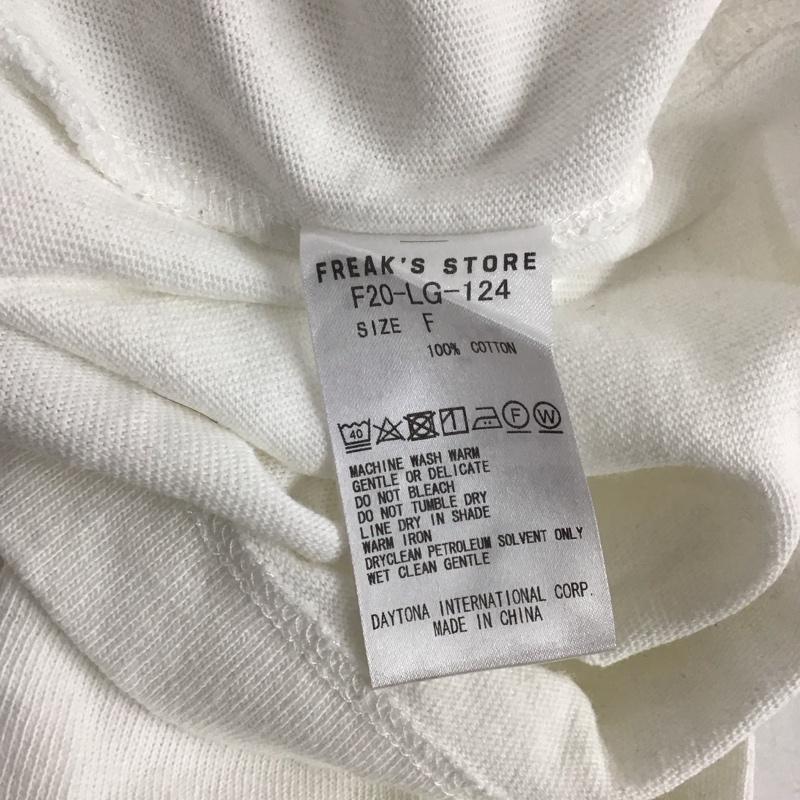 FREAK'S STORE
F20-LG-124
SIZE F
100% COTTON
40 F W
MACHINE WASH WARM
GENTLE OR DELICATE
DO NOT BLEACH
DO NOT TUMBLE DRY
LINE DRY IN SHADE
WARM IRON
DRYCLEAN PETROLEUM SOLVENT ONLY
WET CLEAN GENTLE
DAYTONA INTERNATIONAL CORP.
MADE IN CHINA